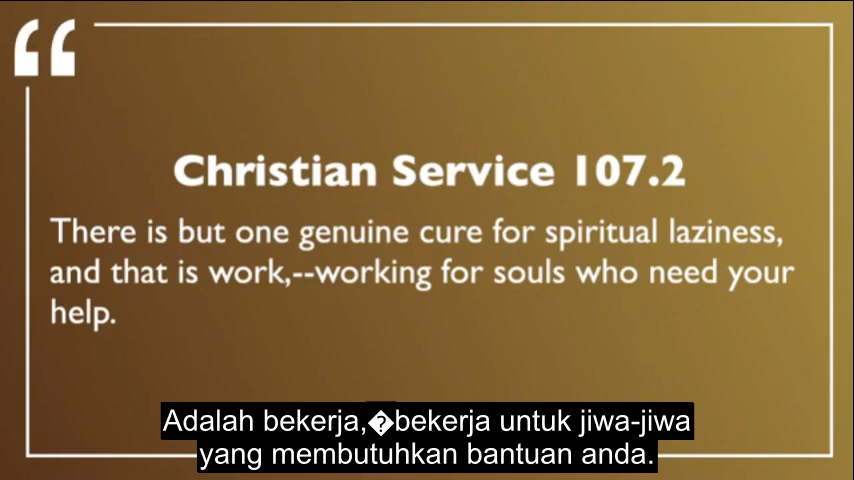 “
Christian Service 107.2
There is but one genuine cure for spiritual laziness,
and that is work,--working for souls who need your
help.
Adalah bekerja,�bekerja untuk jiwa-jiwa
yang membutuhkan bantuan anda.